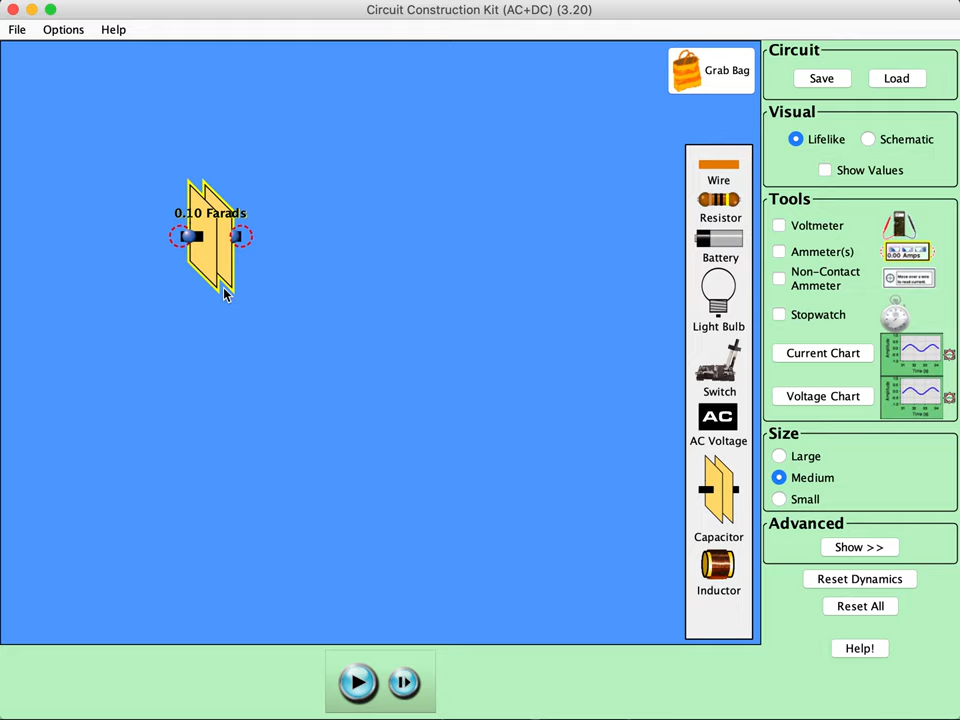 Circuit Construction Kit (AC+DC) (3.20)
File Options Help
Grab Bag
0.10 Farads
Wire
Resistor
Battery
Light Bulb
Switch
AC
AC Voltage
Capacitor
Inductor
Circuit
Save Load
Visual
Lifelike Schematic
Show Values
Tools
Voltmeter
Ammeter(s)
0.00 Amps
Non-Contact
Ammeter
Stopwatch
Current Chart
Voltage Chart
Size
Large
Medium
Small
Advanced
Show >>
Reset Dynamics
Reset All
Help!